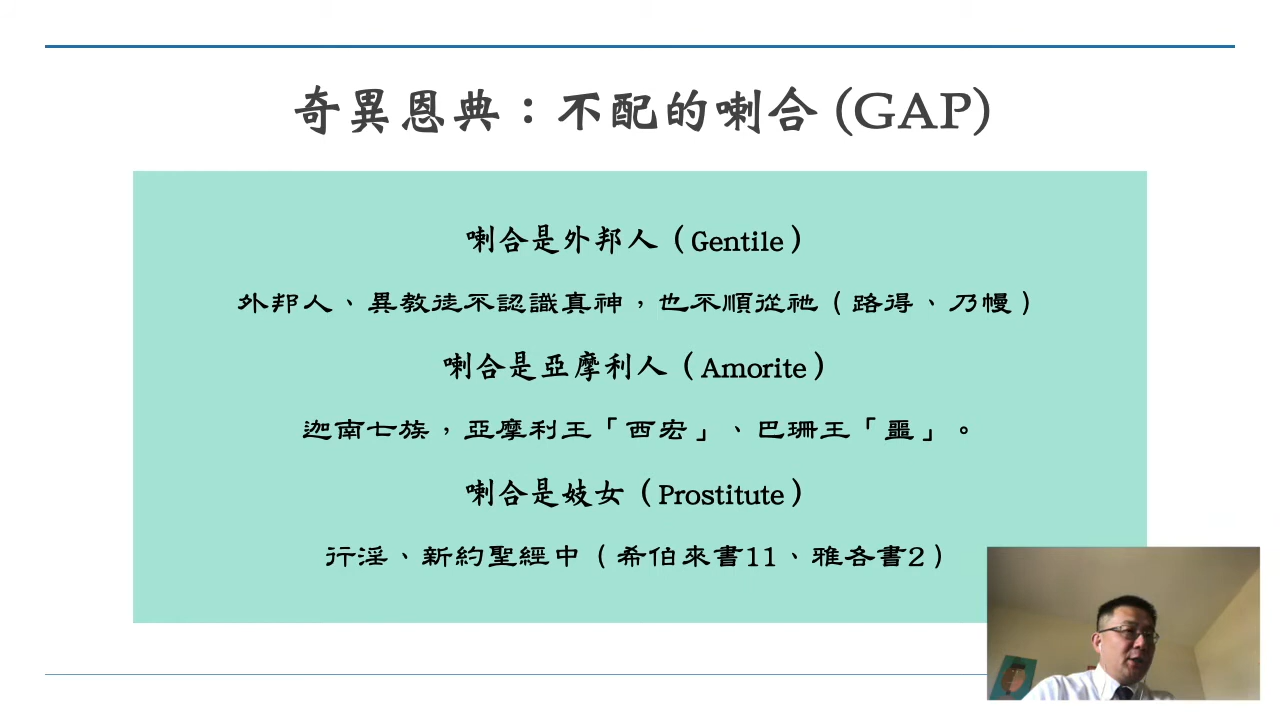 奇異恩典：不配的喇合 (GAP)
喇合是外邦人（Gentile）
外邦人、異教徒不認識真神，也不順從祂（路得、乃幔）
喇合是亞摩利人（Amorite）
迦南七族，亞摩利王「西宏」、巴珊王「噩」。
喇合是妓女（Prostitute）
行淫、新約聖經中（希伯來書11、雅各書2）